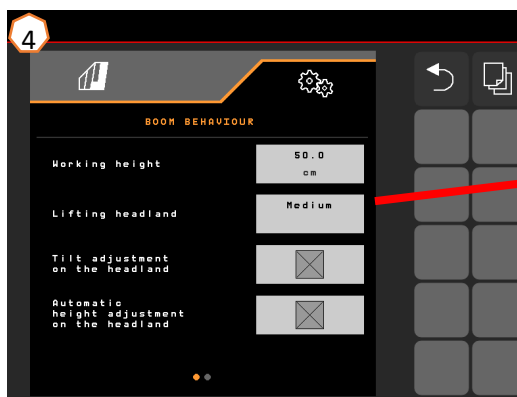 4
BOOM BEHAVIOUR
Working height
50.0
cm
Lifting headland
Medium
Tilt adjustment
on the headland
Automatic
height adjustment
on the headland